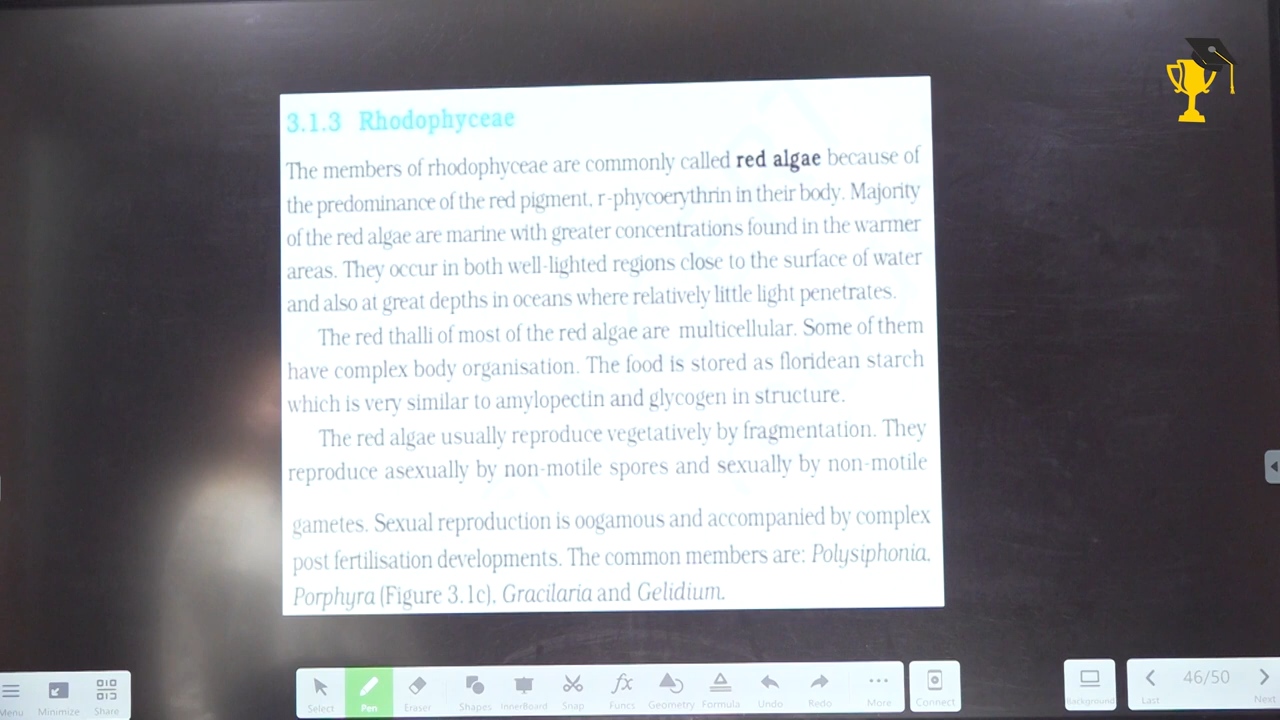 3.1.3 Rhodophyceae
The members of rhodophyceae are commonly called red algae because of
the predominance of the red pigment, r-phycoerythrin in their body. Majority
of the red algae are marine with greater concentrations found in the warmer
areas. They occur in both well-lighted regions close to the surface of water
and also at great depths in oceans where relatively little light penetrates.
The red thalli of most of the red algae are multicellular. Some of them
have complex body organisation. The food is stored as floridean starch
which is very similar to amylopectin and glycogen in structure.
The red algae usually reproduce vegetatively by fragmentation. They
reproduce asexually by non-motile spores and sexually by non-motile
gametes. Sexual reproduction is oogamous and accompanied by complex
post fertilisation developments. The common members are: Polysiphonia,
Porphyra (Figure 3.1c), Gracilaria and Gelidium.
Menu Minimize Share Select Pen Eraser Shapes InnerBoard Snap Funcs Geometry Formula Undo Redo More Connect Background Last 46/50 Next